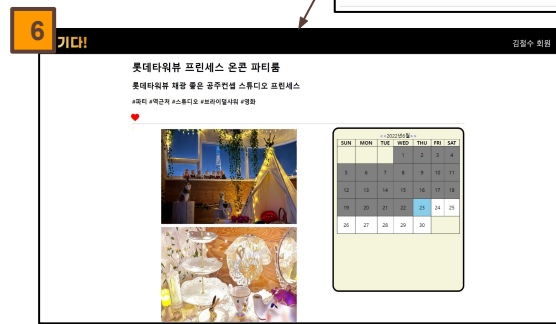 6
기다!
김철수 회원
롯데타워뷰 프린세스 온콘 파티룸
롯데타워뷰 채광 좋은 공주컨셉 스튜디오 프린세스
#파티 #역근처 #스튜디오 #브라이덜샤워 #영화
<<2022년6월>>
SUN MON TUE WED THU FRI SAT
1 2 3 4
5 6 7 8 9 10 11
12 13 14 15 16 17 18
19 20 21 22 23 24 25
26 27 28 29 30